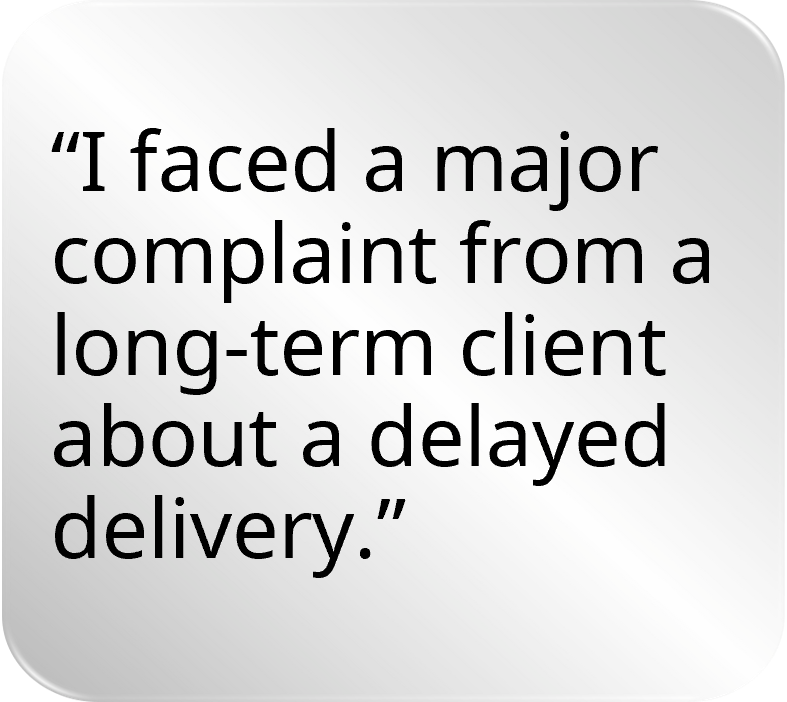 “I faced a major
complaint from a
long-term client
about a delayed
delivery.”